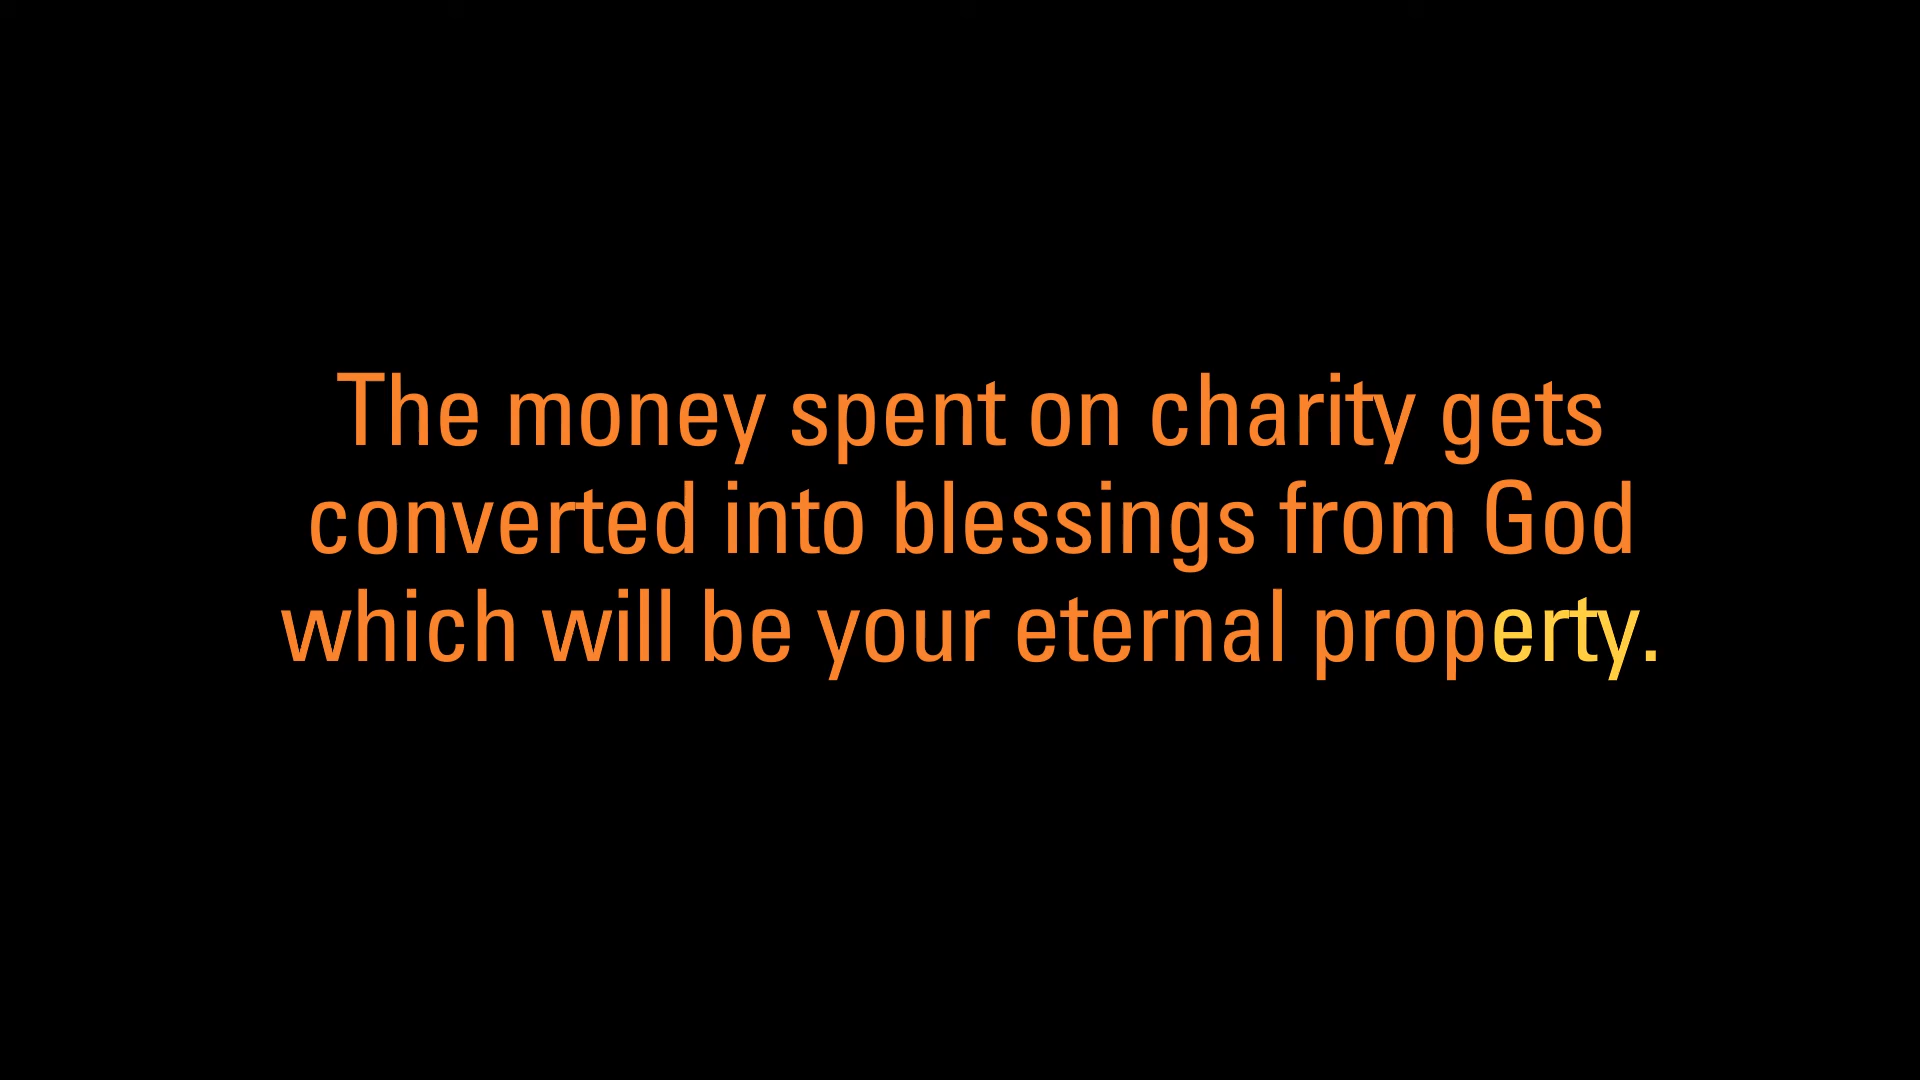 The money spent on charity gets
converted into blessings from God
which will be your eternal property.